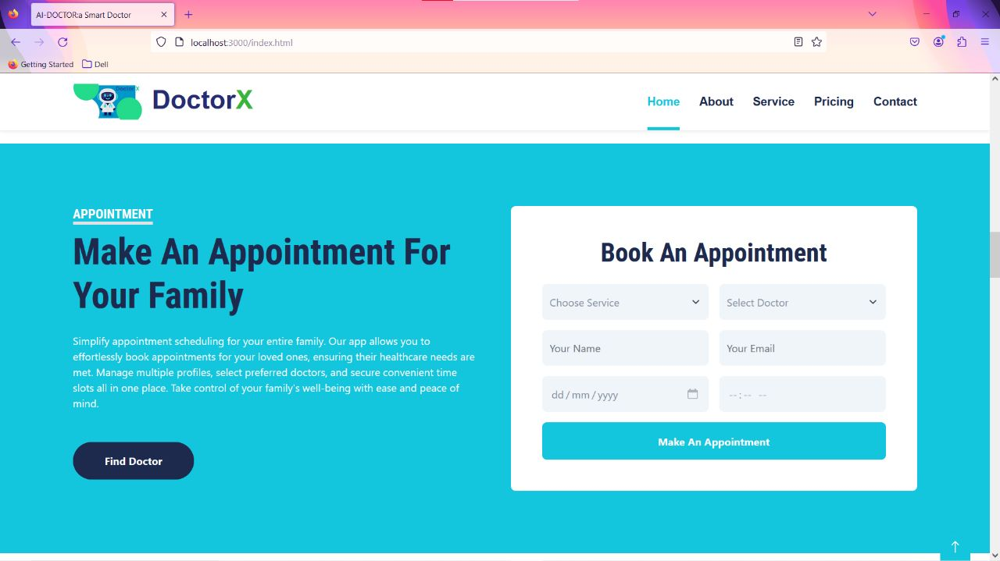 AI-DOCTOR:a Smart Doctor
localhost:3000/index.html
Getting Started Dell
Doctor X
DoctorX
Home About Service Pricing Contact
APPOINTMENT
Make An Appointment For
Your Family
Simplify appointment scheduling for your entire family. Our app allows you to
effortlessly book appointments for your loved ones, ensuring their healthcare needs are
met. Manage multiple profiles, select preferred doctors, and secure convenient time
slots all in one place. Take control of your family's well-being with ease and peace of
mind.
Find Doctor
Book An Appointment
Choose Service Select Doctor
Your Name Your Email
dd / mm / yyyy --:-- --
Make An Appointment